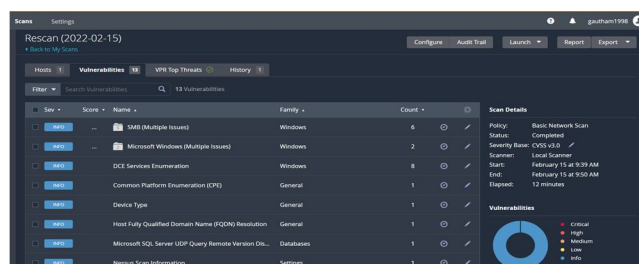 Scans Settings gautham1998
Rescan (2022-02-15)
Back to My Scans
Configure Audit Trail Launch Report Export
Hosts 1 Vulnerabilities 13 VPR Top Threats History 1
Filter Search Vulnerabilities 13 Vulnerabilities
Sev Score Name Family Count
INFO ... SMB (Multiple Issues) Windows 6
INFO ... Microsoft Windows (Multiple Issues) Windows 2
INFO DCE Services Enumeration Windows 8
INFO Common Platform Enumeration (CPE) General 1
INFO Device Type General 1
INFO Host Fully Qualified Domain Name (FQDN) Resolution General 1
INFO Microsoft SQL Server UDP Query Remote Version Dis... Databases 1
INFO Nessus Scan Information Settings 1
Scan Details
Policy: Basic Network Scan
Status: Completed
Severity Base: CVSS v3.0
Scanner: Local Scanner
Start: February 15 at 9:39 AM
End: February 15 at 9:50 AM
Elapsed: 12 minutes
Vulnerabilities
Critical
High
Medium
Low
Info